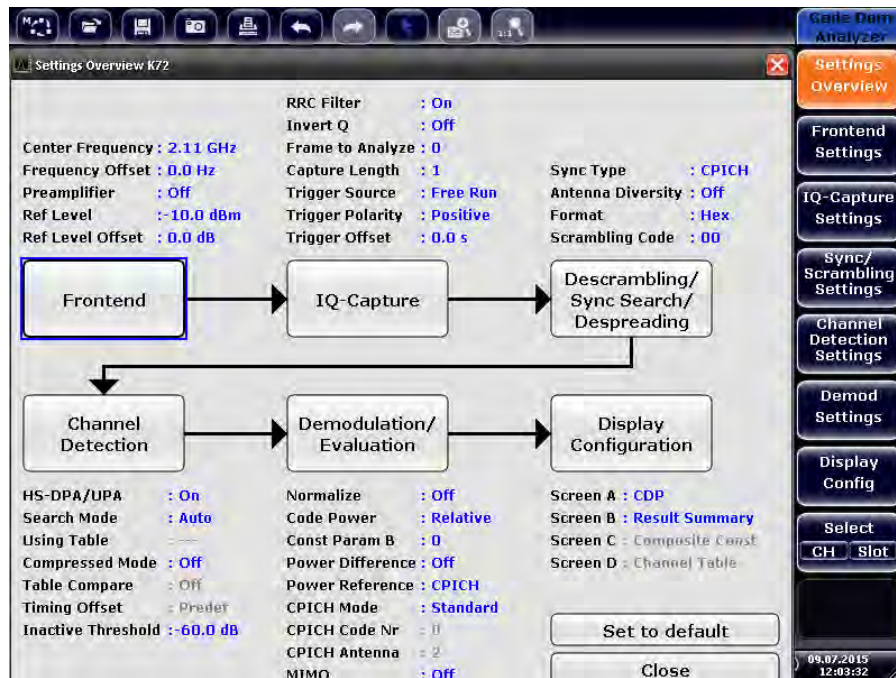 Code Dom
Analyzer
Settings Overview K72
Settings
Overview
Frontend
Settings
IQ-Capture
Settings
Sync/
Scrambling
Settings
Channel
Detection
Settings
Demod
Settings
Display
Config
Select
CH Slot
09.07.2015
12:03:32
Center Frequency : 2.11 GHz
Frequency Offset : 0.0 Hz
Preamplifier : Off
Ref Level :-10.0 dBm
Ref Level Offset : 0.0 dB
RRC Filter : On
Invert Q : Off
Frame to Analyze : 0
Capture Length : 1
Trigger Source : Free Run
Trigger Polarity : Positive
Trigger Offset : 0.0 s
Sync Type : CPICH
Antenna Diversity : Off
Format : Hex
Scrambling Code : 00
Frontend
IQ-Capture
Descrambling/
Sync Search/
Despreading
Channel
Detection
Demodulation/
Evaluation
Display
Configuration
HS-DPA/UPA : On
Search Mode : Auto
Using Table : ---
Compressed Mode : Off
Table Compare : Off
Timing Offset : Predef
Inactive Threshold :-60.0 dB
Normalize : Off
Code Power : Relative
Const Param B : 0
Power Difference : Off
Power Reference : CPICH
CPICH Mode : Standard
CPICH Code Nr : 0
CPICH Antenna : 2
MIMO : Off
Screen A : CDP
Screen B : Result Summary
Screen C : Composite Const
Screen D : Channel Table
Set to default
Close